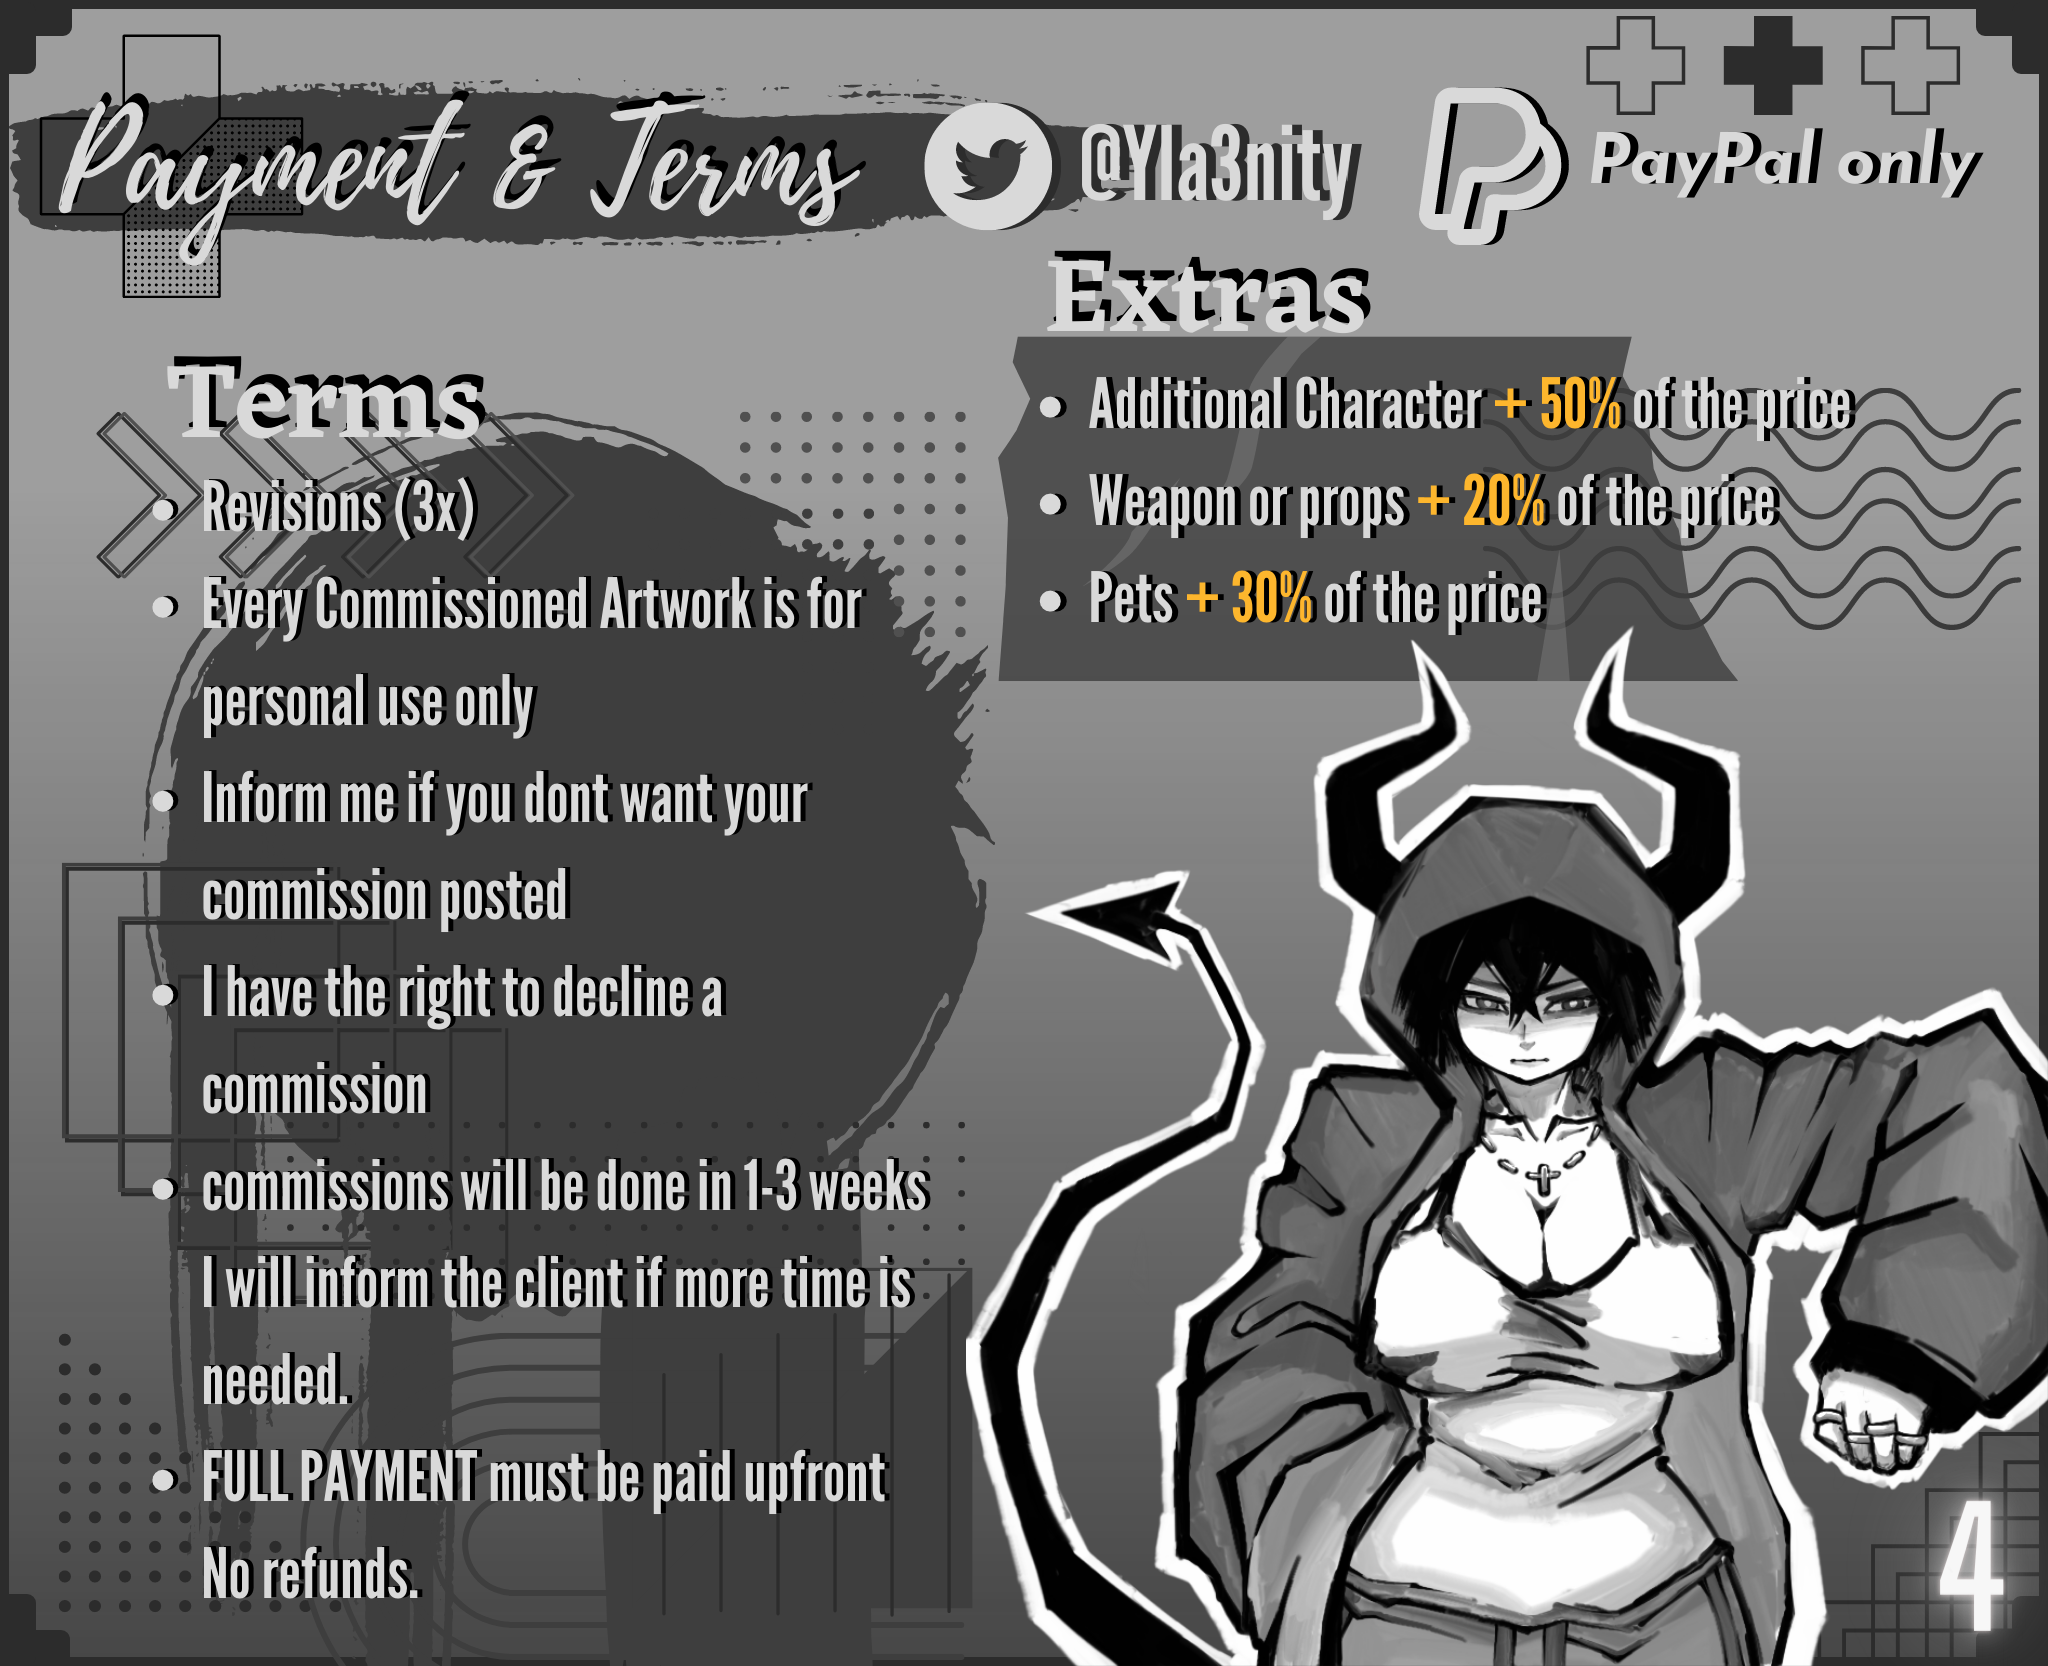 Payment & Terms
@Yla3nity
PayPal only
Terms
• Revisions (3x)
• Every Commissioned Artwork is for
personal use only
• Inform me if you dont want your
commission posted
• I have the right to decline a
commission
• commissions will be done in 1-3 weeks
I will inform the client if more time is
needed.
• FULL PAYMENT must be paid upfront
No refunds.
Extras
• Additional Character + 50% of the price
• Weapon or props + 20% of the price
• Pets + 30% of the price
4